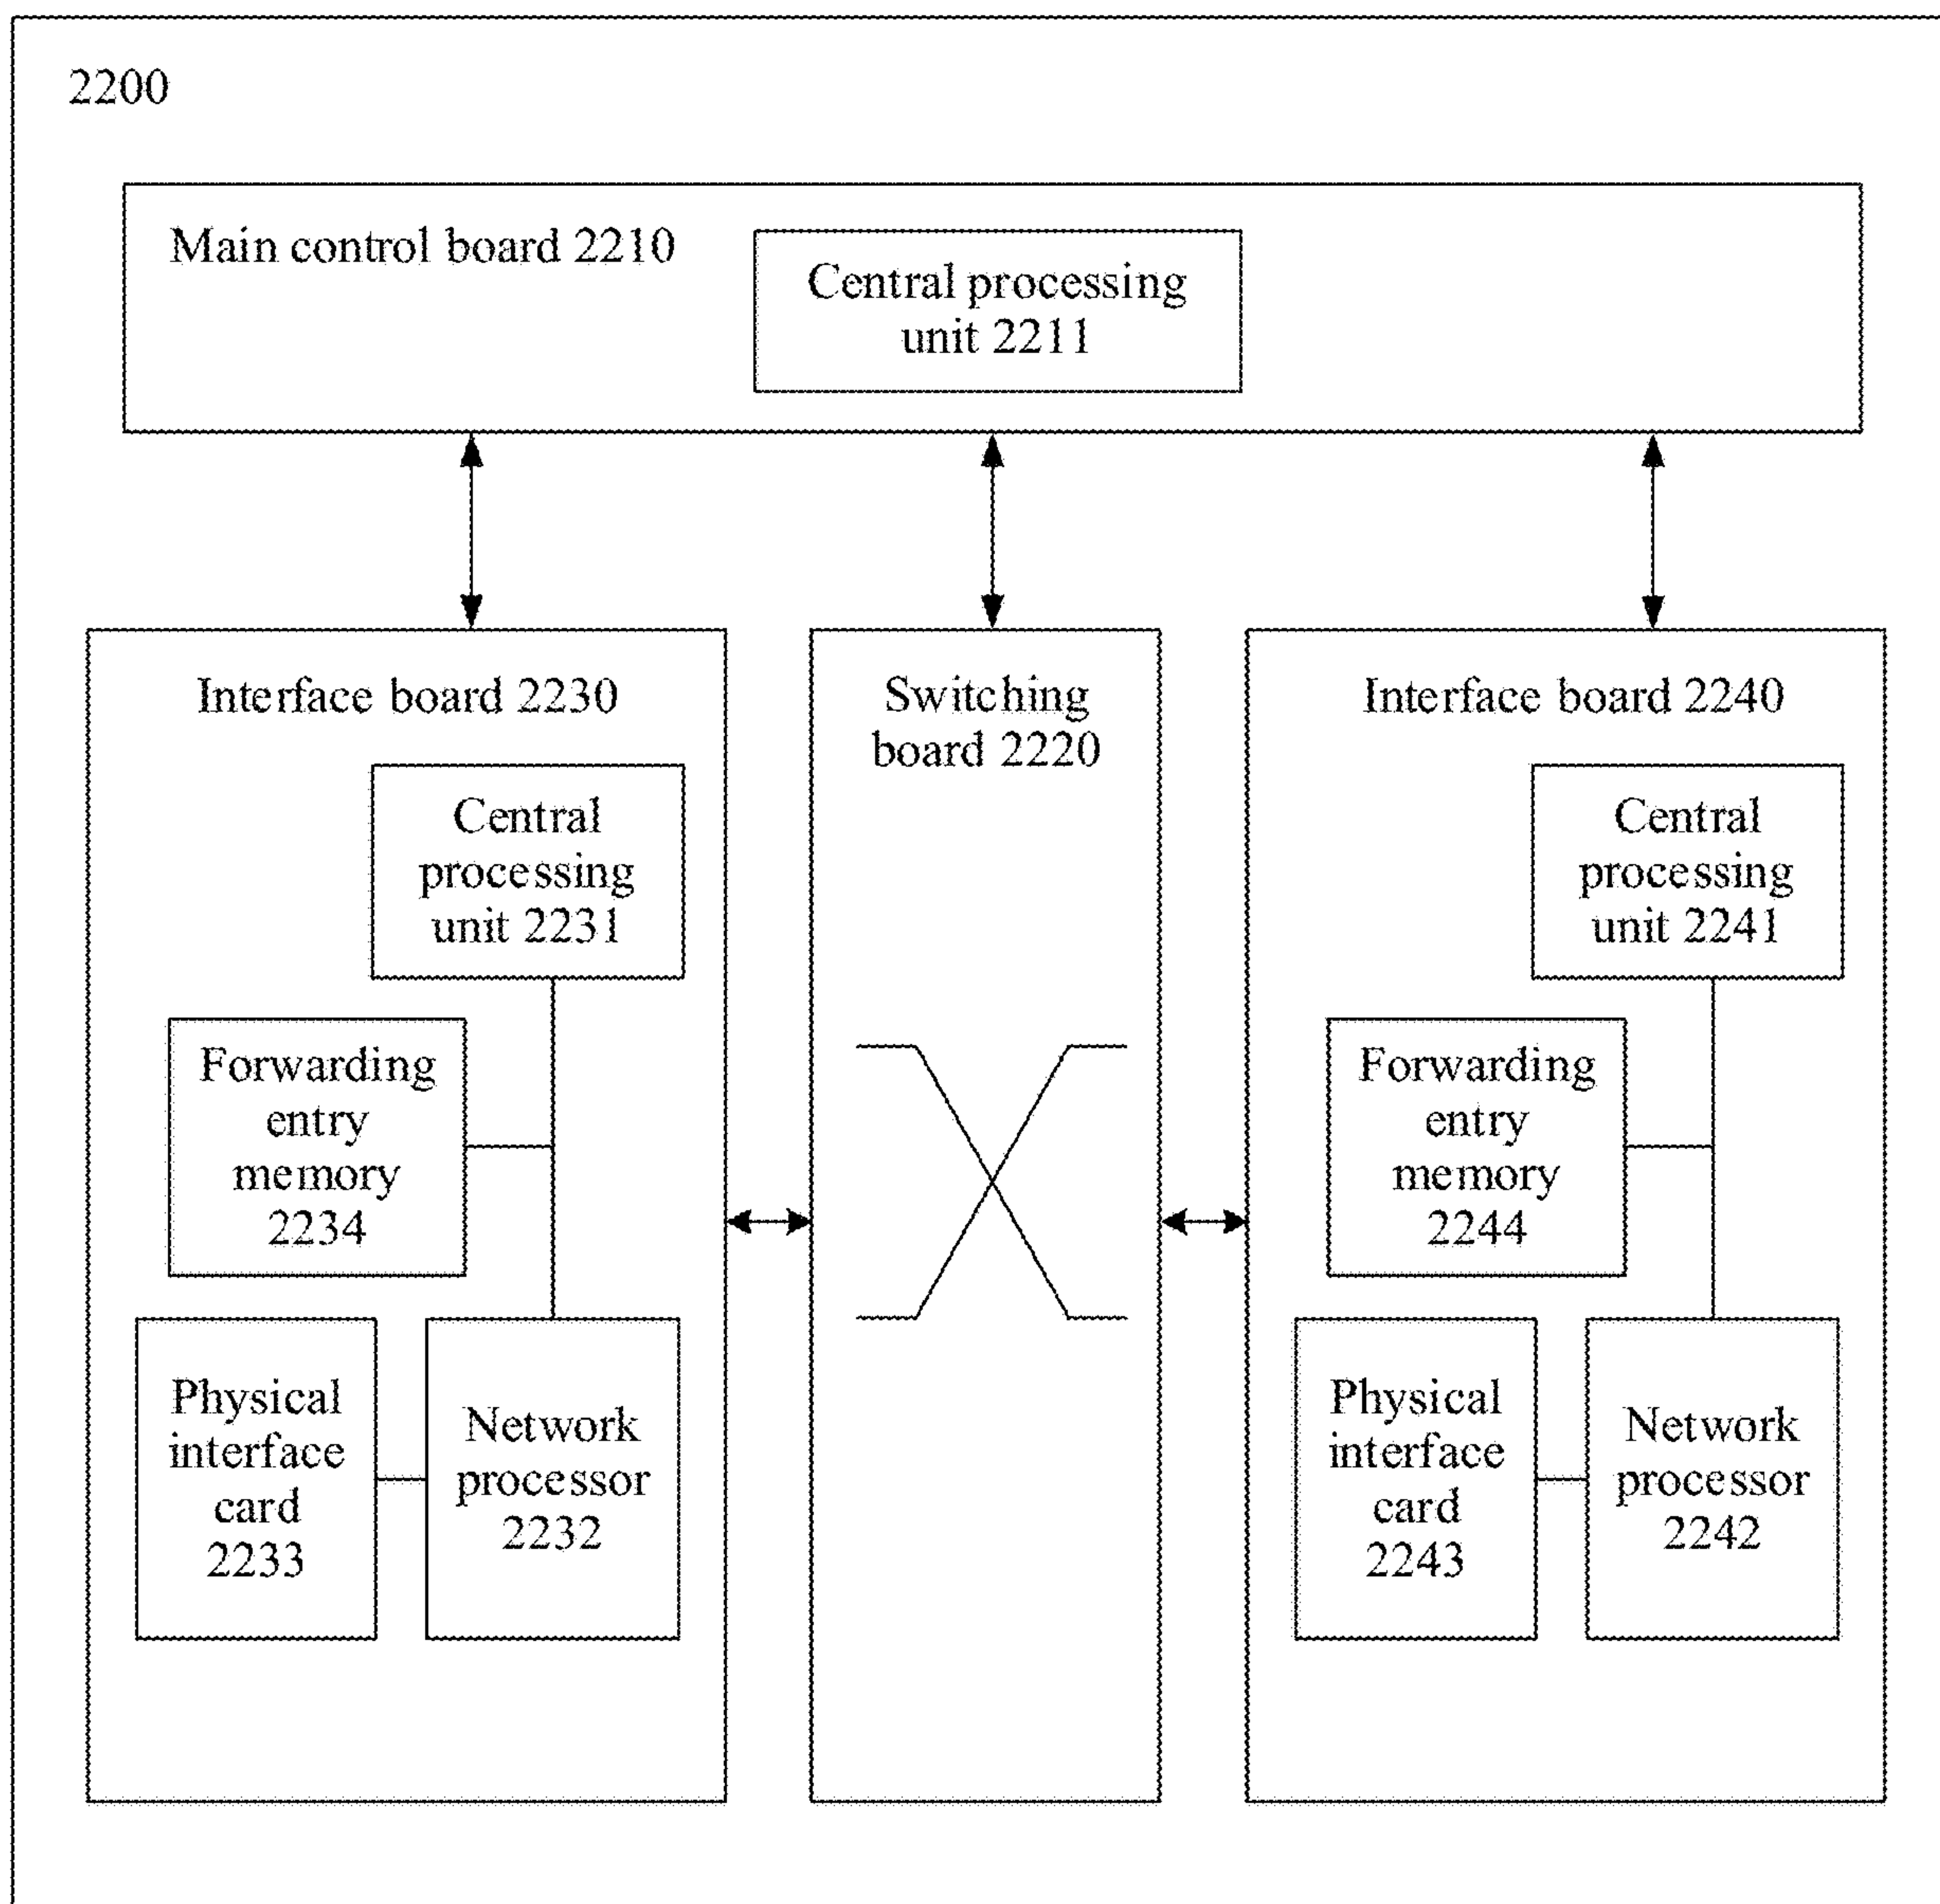 2200
Main control board 2210
Central processing
unit 2211
Interface board 2230
Central
processing
unit 2231
Forwarding
entry
memory
2234
Physical
interface
card
2233
Network
processor
2232
Switching
board 2220
Interface board 2240
Central
processing
unit 2241
Forwarding
entry
memory
2244
Physical
interface
card
2243
Network
processor
2242